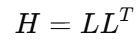 H = LL^T